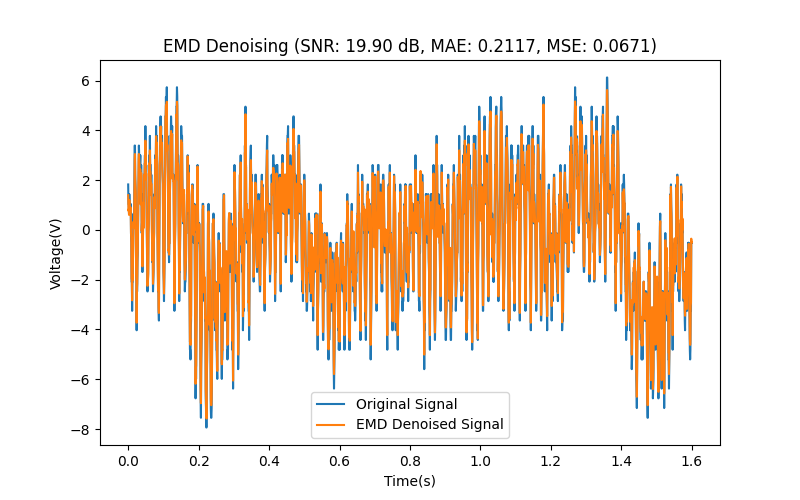 EMD Denoising (SNR: 19.90 dB, MAE: 0.2117, MSE: 0.0671)
6
4
2
0
−2
−4
−6
−8
Voltage(V)
Original Signal
EMD Denoised Signal
0.0 0.2 0.4 0.6 0.8 1.0 1.2 1.4 1.6
Time(s)